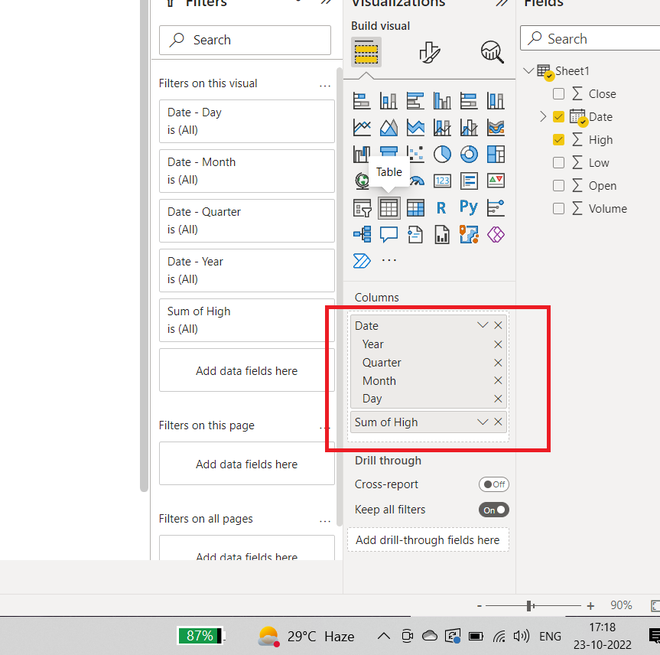 Filters
Search
Filters on this visual
...
Date - Day
is (All)
Date - Month
is (All)
Date - Quarter
is (All)
Date - Year
is (All)
Sum of High
is (All)
Add data fields here
Filters on this page
...
Add data fields here
Filters on all pages
...
Add data fields here
Visualizations
Build visual
Table
123
R
Py
...
Columns
Date
Year
Quarter
Month
Day
Sum of High
Drill through
Cross-report
Off
Keep all filters
On
Add drill-through fields here
Fields
Search
Sheet1
Close
Date
High
Low
Open
Volume
- + 90%
87%
29°C Haze
ENG
17:18
23-10-2022